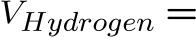 V_{Hydrogen} =